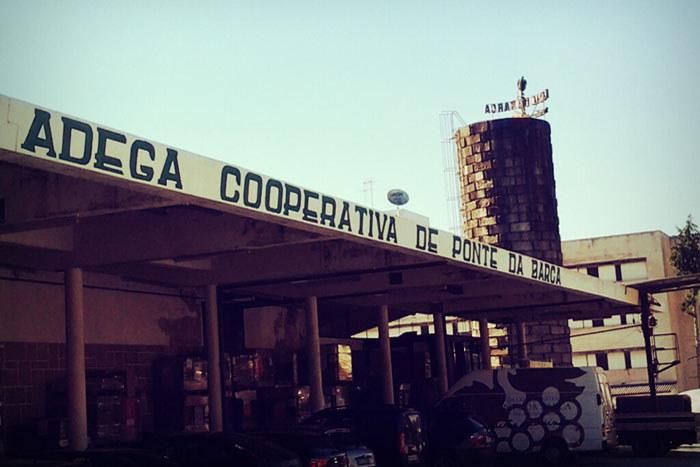 ADEGA COOPERATIVA DE PONTE DA BARCA